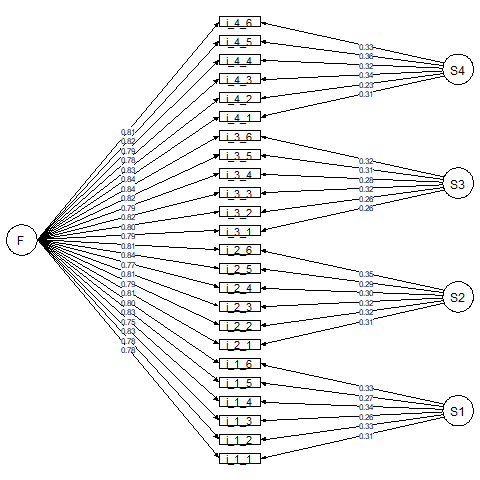 F
0.81
0.82
0.79
0.78
0.83
0.84
0.84
0.82
0.79
0.82
0.80
0.79
0.81
0.84
0.77
0.81
0.79
0.81
0.80
0.83
0.75
0.83
0.78
0.78
i_4_6
i_4_5
i_4_4
i_4_3
i_4_2
i_4_1
i_3_6
i_3_5
i_3_4
i_3_3
i_3_2
i_3_1
i_2_6
i_2_5
i_2_4
i_2_3
i_2_2
i_2_1
i_1_6
i_1_5
i_1_4
i_1_3
i_1_2
i_1_1
0.33
0.36
0.32
0.34
0.23
0.31
S4
0.32
0.31
0.28
0.32
0.26
0.26
S3
0.35
0.29
0.30
0.32
0.32
0.31
S2
0.33
0.27
0.34
0.26
0.33
0.31
S1